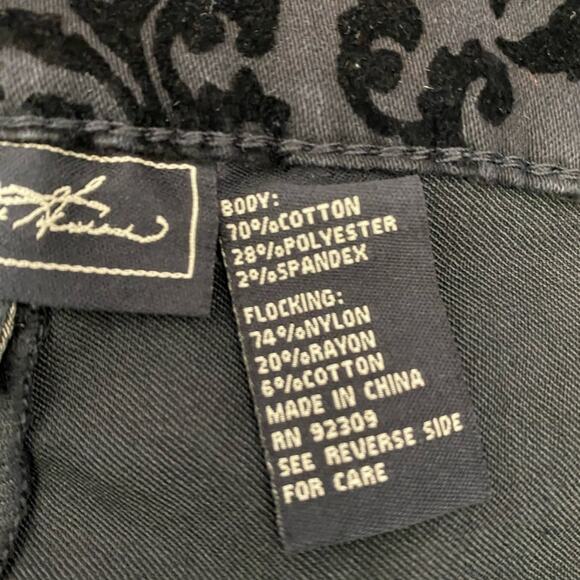 BODY:
70%COTTON
28%POLYESTER
2%SPANDEX
FLOCKING:
74%NYLON
20%RAYON
6%COTTON
MADE IN CHINA
RN 92309
SEE REVERSE SIDE
FOR CARE